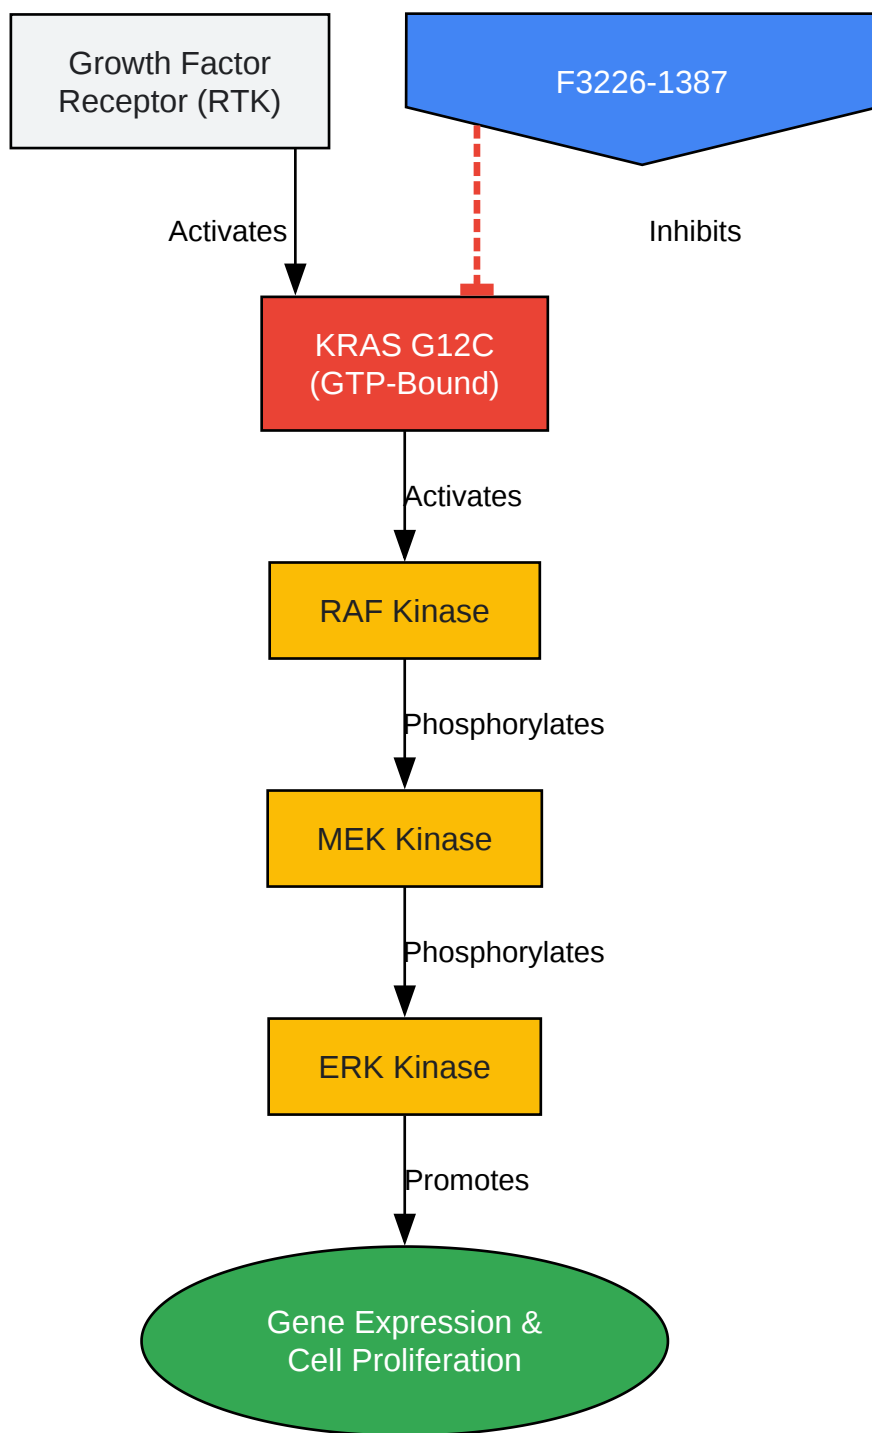 Growth Factor
Receptor (RTK)
F3226-1387
Activates
Inhibits
KRAS G12C
(GTP-Bound)
Activates
RAF Kinase
Phosphorylates
MEK Kinase
Phosphorylates
ERK Kinase
Promotes
Gene Expression &
Cell Proliferation